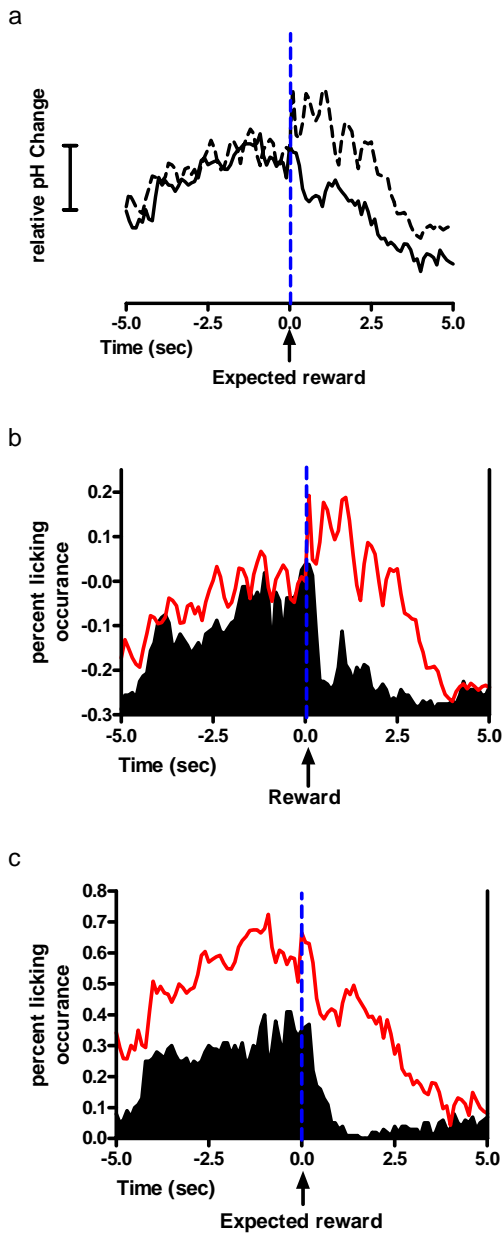 a
relative pH Change
-5.0 -2.5 0.0 2.5 5.0
Time (sec)
Expected reward
b
percent licking
occurance
0.2
-0.0
-0.1
-0.2
-0.3
-5.0 -2.5 0.0 2.5 5.0
Time (sec)
Reward
c
percent licking
occurance
0.8
0.7
0.6
0.5
0.4
0.3
0.2
0.1
0.0
-5.0 -2.5 0.0 2.5 5.0
Time (sec)
Expected reward